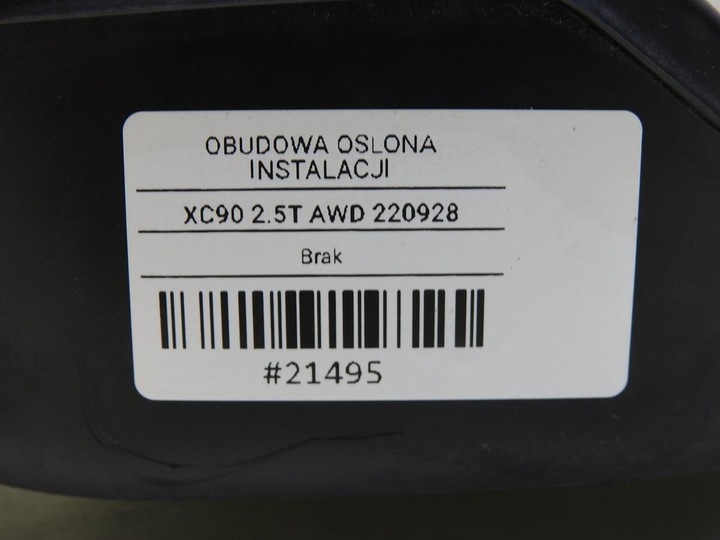 OBUDOWA OSLONA
INSTALACJI
XC90 2.5T AWD 220928
Brak
#21495